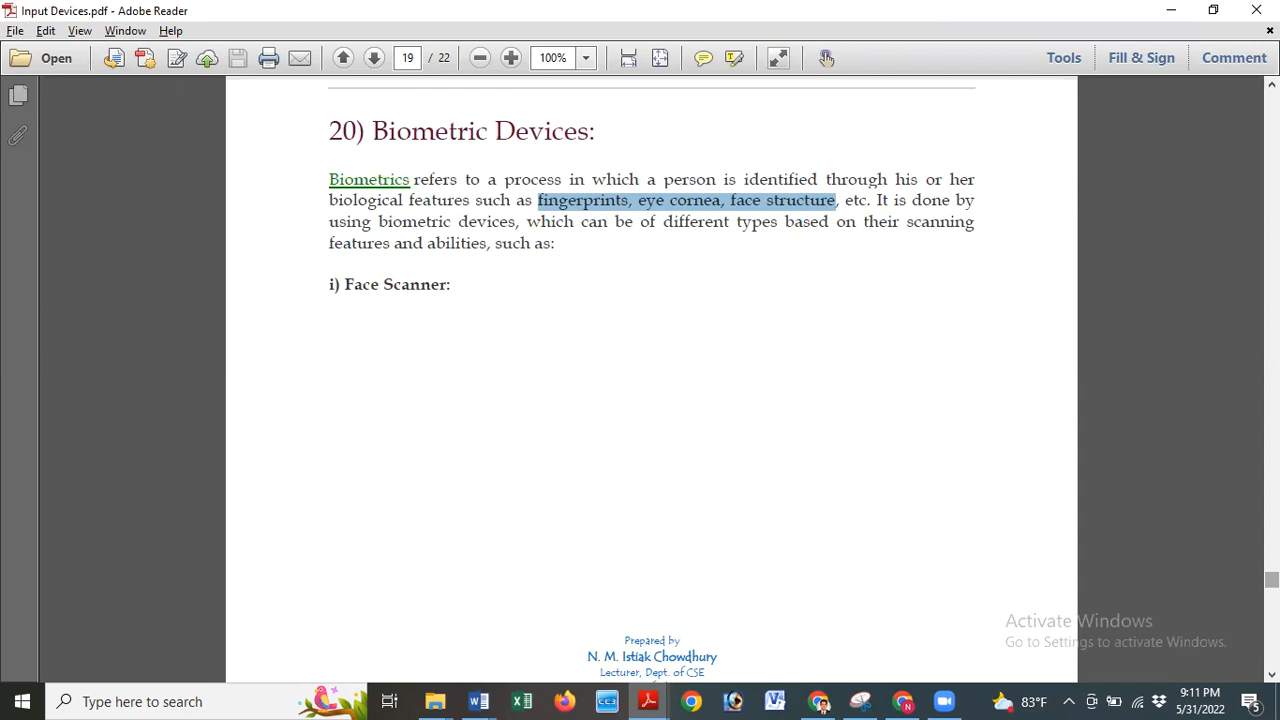 Input Devices.pdf - Adobe Reader
File Edit View Window Help
Open 19 / 22 100% Tools Fill & Sign Comment
20) Biometric Devices:
Biometrics refers to a process in which a person is identified through his or her
biological features such as fingerprints, eye cornea, face structure, etc. It is done by
using biometric devices, which can be of different types based on their scanning
features and abilities, such as:
i) Face Scanner:
Activate Windows
Go to Settings to activate Windows.
Prepared by
N. M. Istiak Chowdhury
Lecturer, Dept. of CSE
Type here to search
83°F
9:11 PM
5/31/2022
5